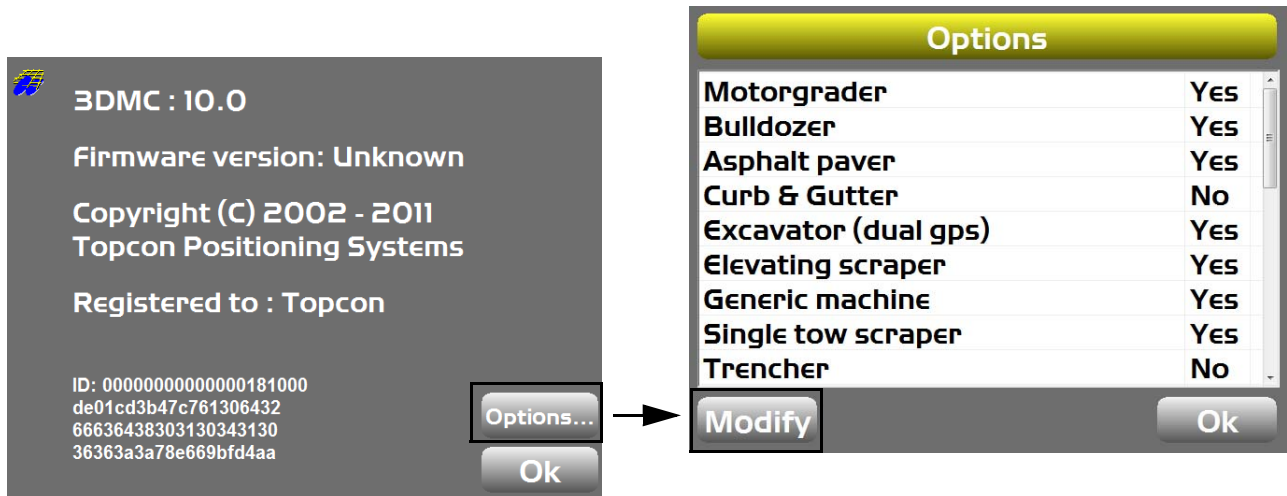 3DMC : 10.0
Firmware version: Unknown
Copyright (C) 2002 - 2011
Topcon Positioning Systems
Registered to : Topcon
ID: 00000000000000181000
de01cd3b47c761306432
66636438303130343130
36363a3a78e669bfd4aa
Options...
Ok
Options
Motorgrader Yes
Bulldozer Yes
Asphalt paver Yes
Curb & Gutter No
Excavator (dual gps) Yes
Elevating scraper Yes
Generic machine Yes
Single tow scraper Yes
Trencher No
Modify
Ok